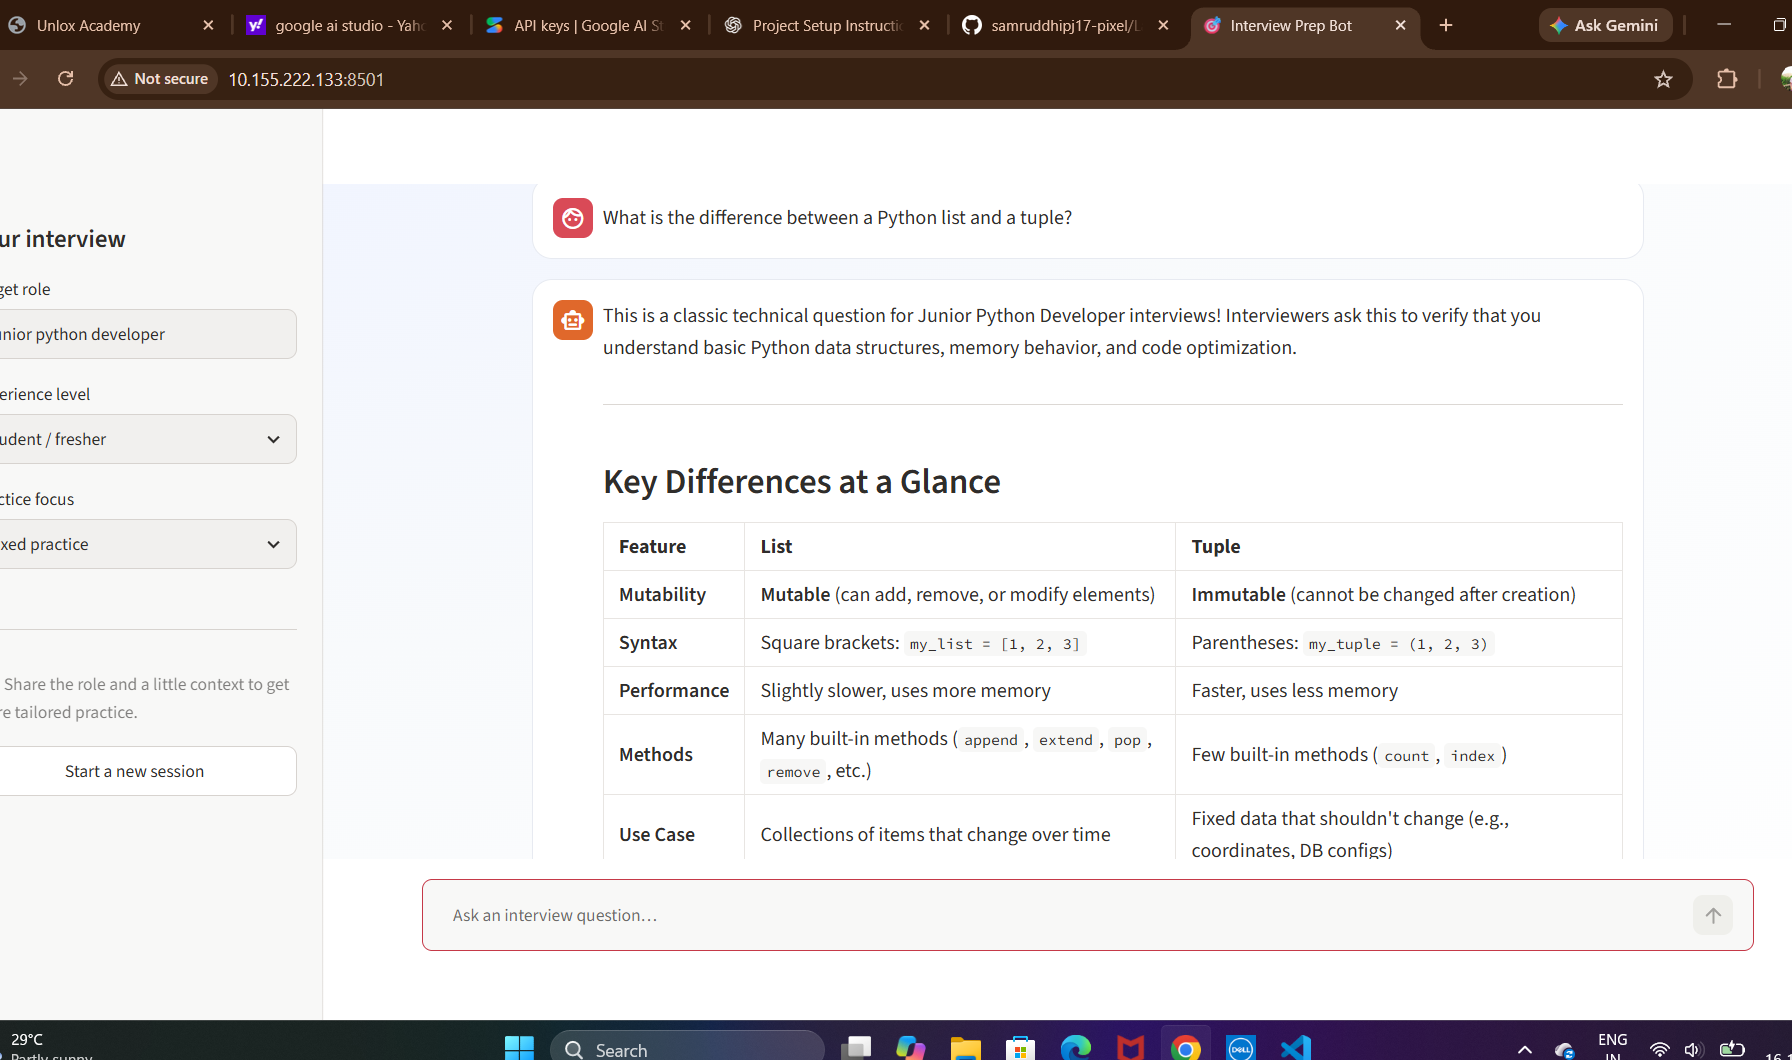 Unlox Academy
google ai studio - Yah
API keys | Google AI St
Project Setup Instructi
samruddhipj17-pixel/L
Interview Prep Bot
Ask Gemini
Not secure
10.155.222.133:8501
ur interview
get role
unior python developer
erience level
udent / fresher
ctice focus
xed practice
Share the role and a little context to get
re tailored practice.
Start a new session
What is the difference between a Python list and a tuple?
This is a classic technical question for Junior Python Developer interviews! Interviewers ask this to verify that you
understand basic Python data structures, memory behavior, and code optimization.
Key Differences at a Glance
Feature List Tuple
Mutability Mutable (can add, remove, or modify elements) Immutable (cannot be changed after creation)
Syntax Square brackets: my_list = [1, 2, 3] Parentheses: my_tuple = (1, 2, 3)
Performance Slightly slower, uses more memory Faster, uses less memory
Methods Many built-in methods ( append , extend , pop , remove , etc.) Few built-in methods ( count , index )
Use Case Collections of items that change over time Fixed data that shouldn't change (e.g., coordinates, DB configs)
Ask an interview question…
29°C
Partly sunny
Search
DELL
ENG
IN